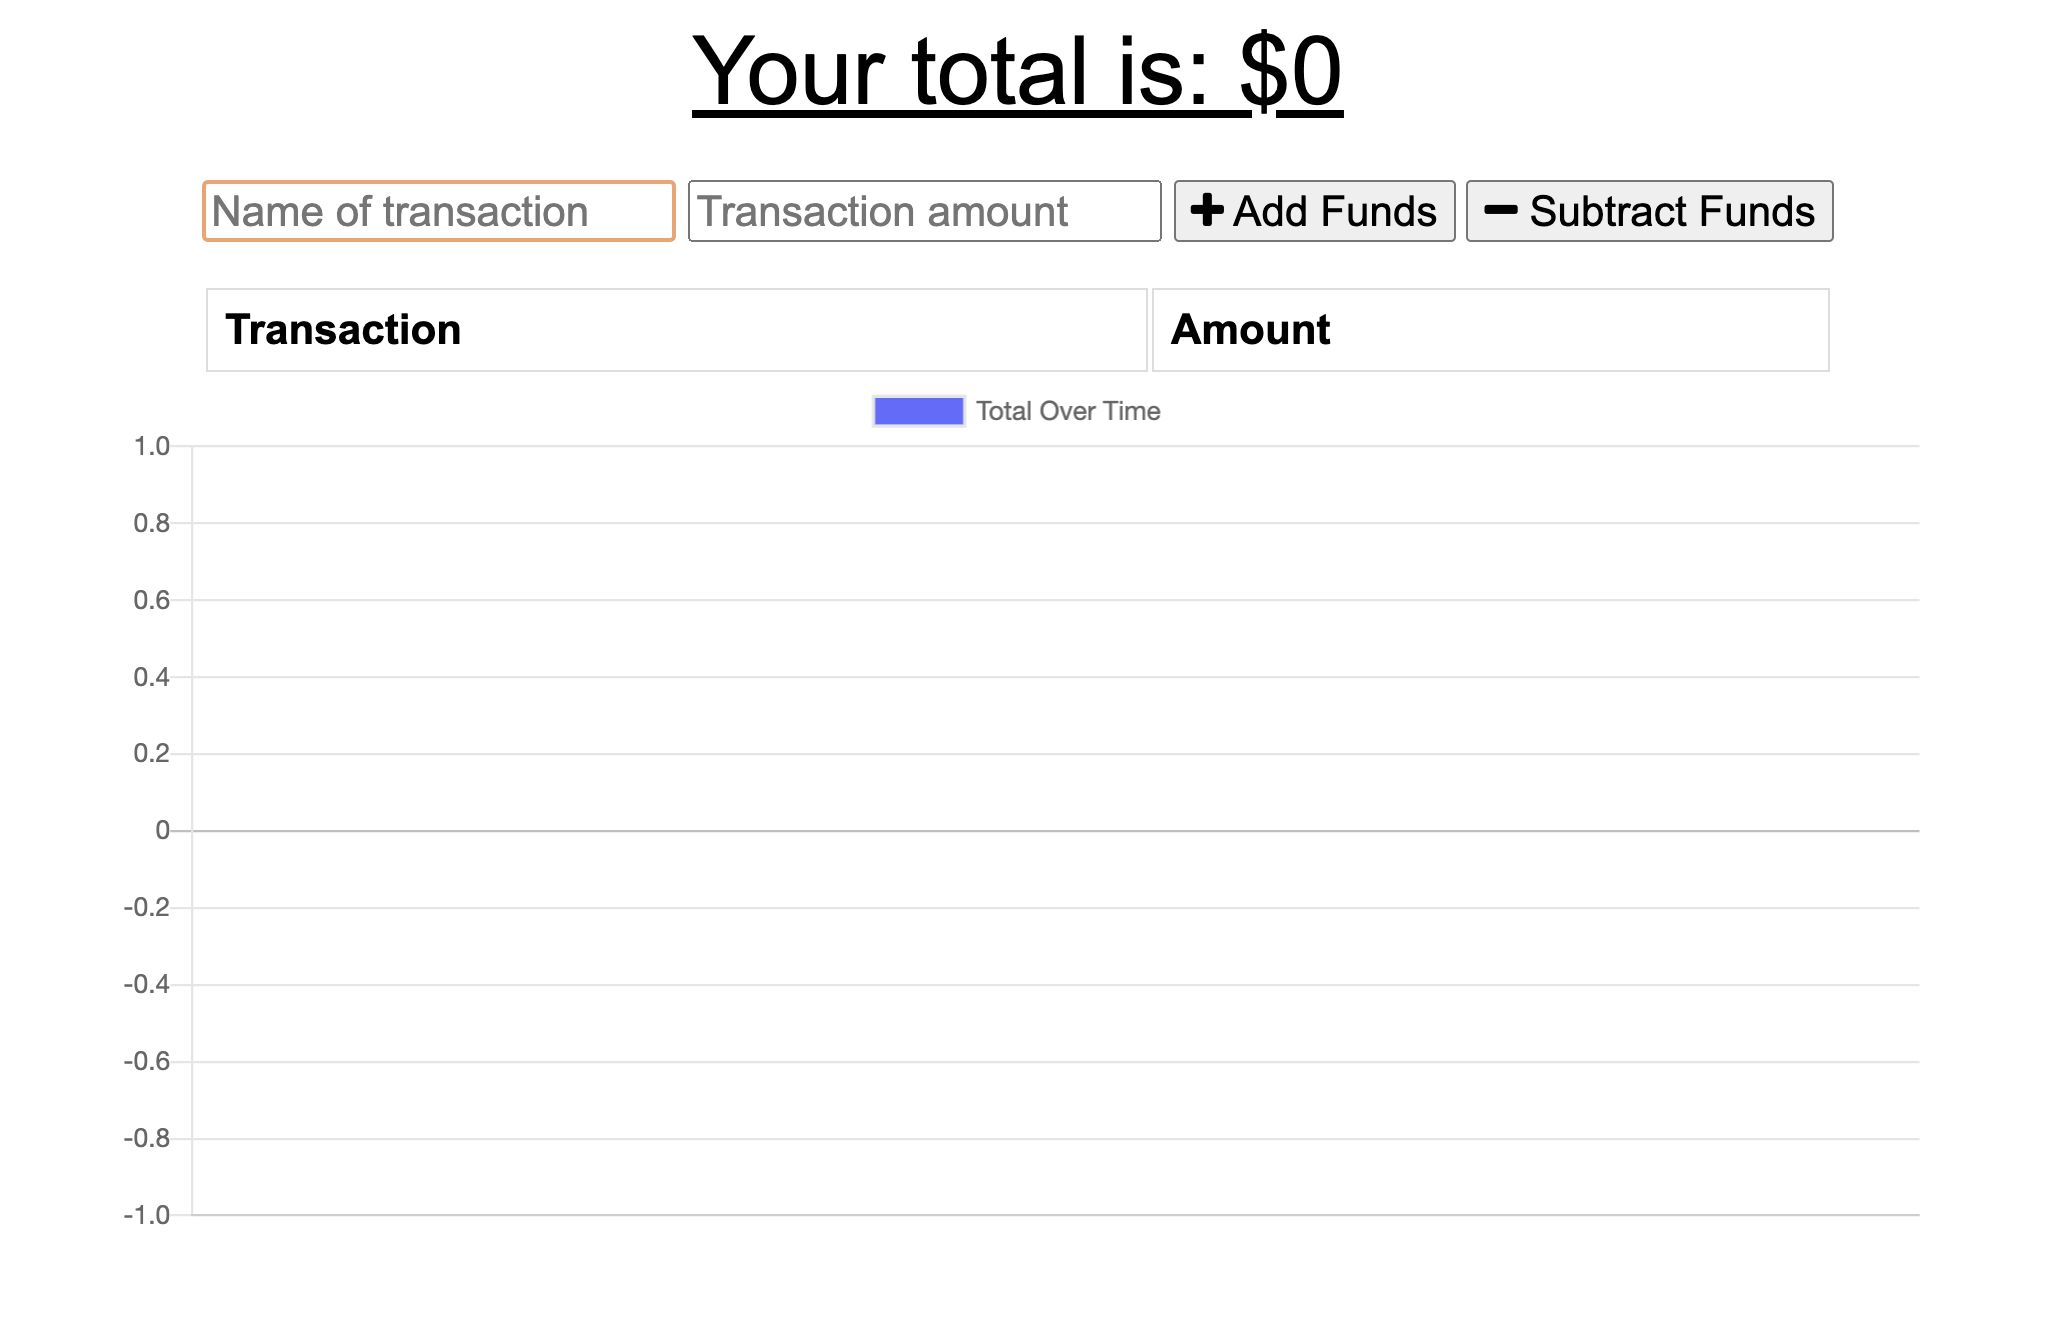 Your total is: $0
Name of transaction Transaction amount Add Funds Subtract Funds
Transaction Amount
Total Over Time
1.0
0.8
0.6
0.4
0.2
0
-0.2
-0.4
-0.6
-0.8
-1.0